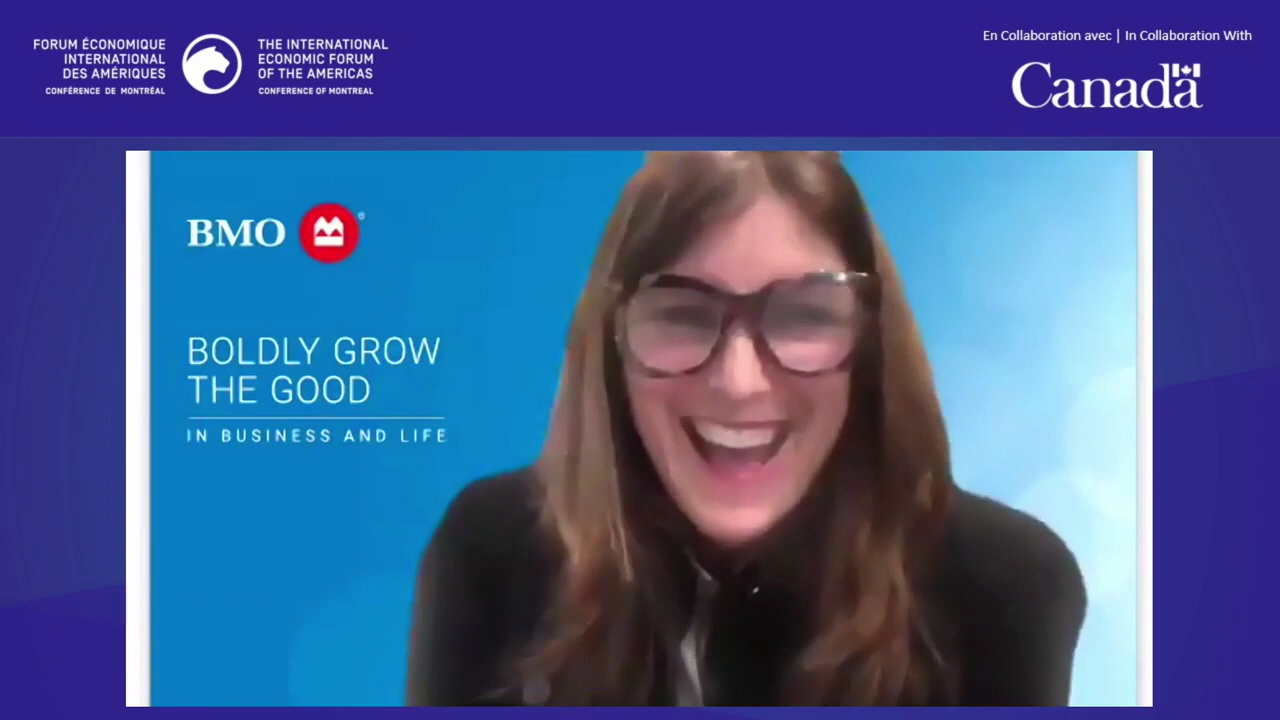 FORUM ÉCONOMIQUE
INTERNATIONAL
DES AMÉRIQUES
CONFÉRENCE DE MONTRÉAL
THE INTERNATIONAL
ECONOMIC FORUM
OF THE AMERICAS
CONFERENCE OF MONTREAL
En Collaboration avec | In Collaboration With
Canada
BMO ®
BOLDLY GROW
THE GOOD
IN BUSINESS AND LIFE